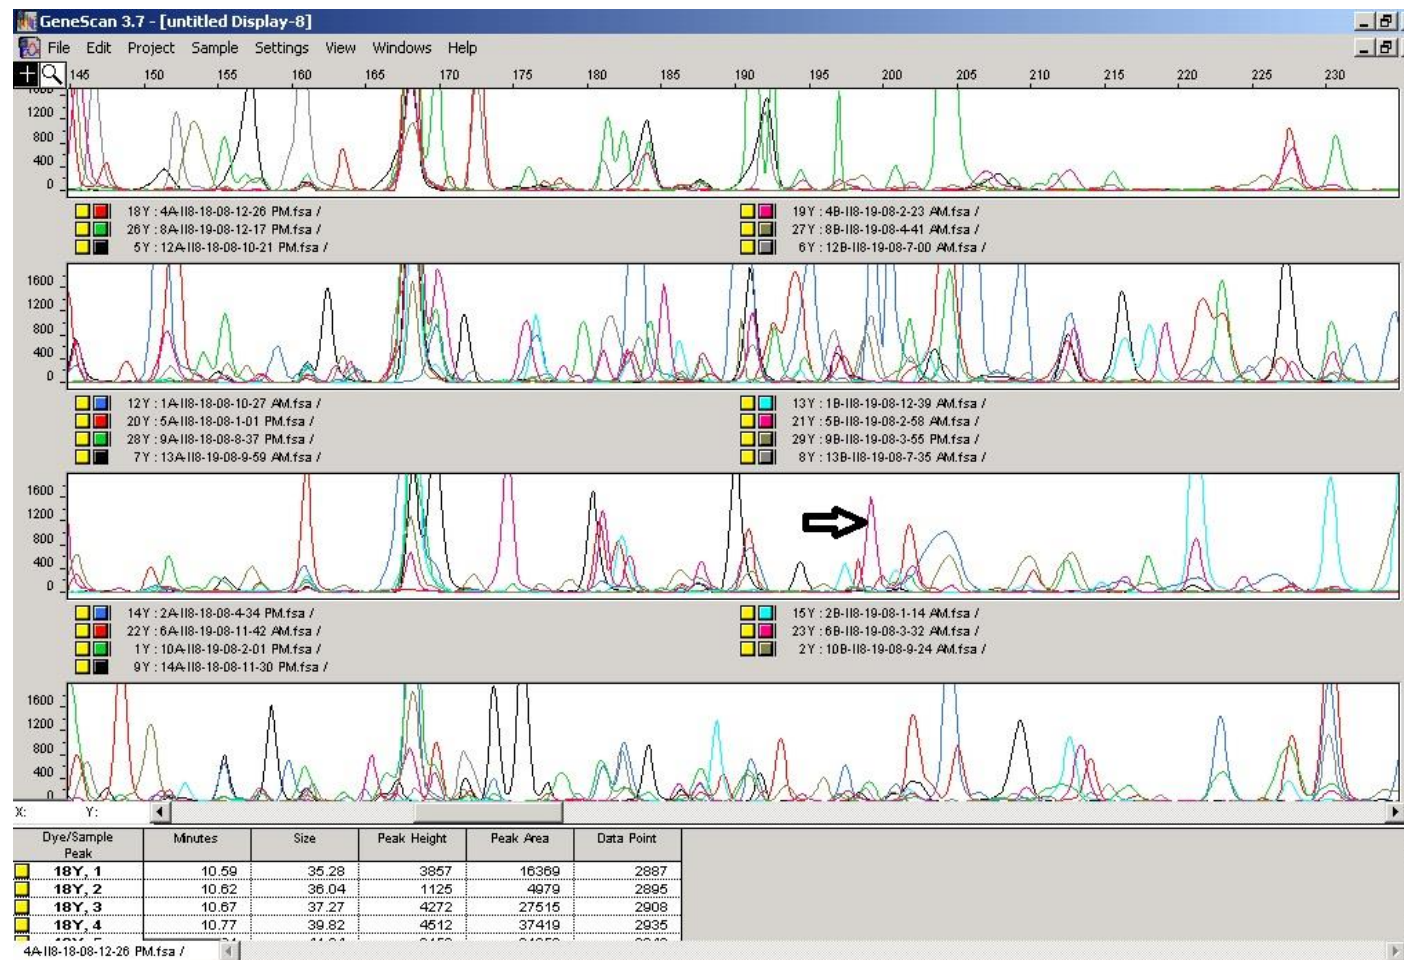 GeneScan 3.7 - [untitled Display-8]
File Edit Project Sample Settings View Windows Help
145 150 155 160 165 170 175 180 185 190 195 200 205 210 215 220 225 230
1600
1200
800
400
0
18Y : 4A-II8-18-08-12-26 PM.fsa / 19Y : 4B-II8-19-08-2-23 AM.fsa /
26Y : 8A-II8-19-08-12-17 PM.fsa / 27Y : 8B-II8-19-08-4-41 AM.fsa /
5Y : 12A-II8-18-08-10-21 PM.fsa / 6Y : 12B-II8-19-08-7-00 AM.fsa /
1600
1200
800
400
0
12Y : 1A-II8-18-08-10-27 AM.fsa / 13Y : 1B-II8-19-08-12-39 AM.fsa /
20Y : 5A-II8-18-08-1-01 PM.fsa / 21Y : 5B-II8-19-08-2-58 AM.fsa /
28Y : 9A-II8-18-08-8-37 PM.fsa / 29Y : 9B-II8-19-08-3-55 PM.fsa /
7Y : 13A-II8-19-08-9-59 AM.fsa / 8Y : 13B-II8-19-08-7-35 AM.fsa /
1600
1200
800
400
0
14Y : 2A-II8-18-08-4-34 PM.fsa / 15Y : 2B-II8-19-08-1-14 AM.fsa /
22Y : 6A-II8-19-08-11-42 AM.fsa / 23Y : 6B-II8-19-08-3-32 AM.fsa /
1Y : 10A-II8-19-08-2-01 PM.fsa / 2Y : 10B-II8-19-08-9-24 AM.fsa /
9Y : 14A-II8-18-08-11-30 PM.fsa /
1600
1200
800
400
0
X: Y:
Dye/Sample Peak Minutes Size Peak Height Peak Area Data Point
18Y, 1 10.59 35.28 3857 16369 2887
18Y, 2 10.62 36.04 1125 4979 2895
18Y, 3 10.67 37.27 4272 27515 2908
18Y, 4 10.77 39.82 4512 37419 2935
4A-II8-18-08-12-26 PM.fsa /